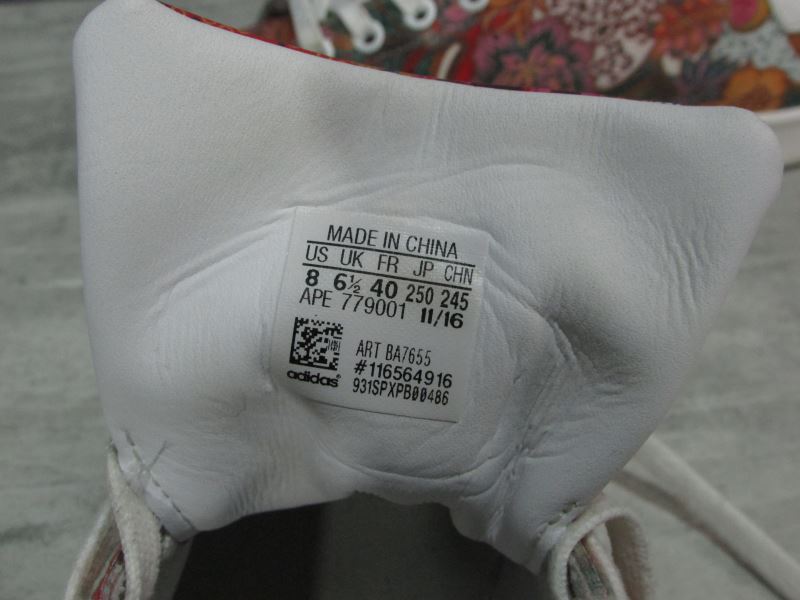 MADE IN CHINA
US UK FR JP CHN
8 6½ 40 250 245
APE 779001 11/16
ART BA7655
#116564916
adidas®
931SPXPB00486